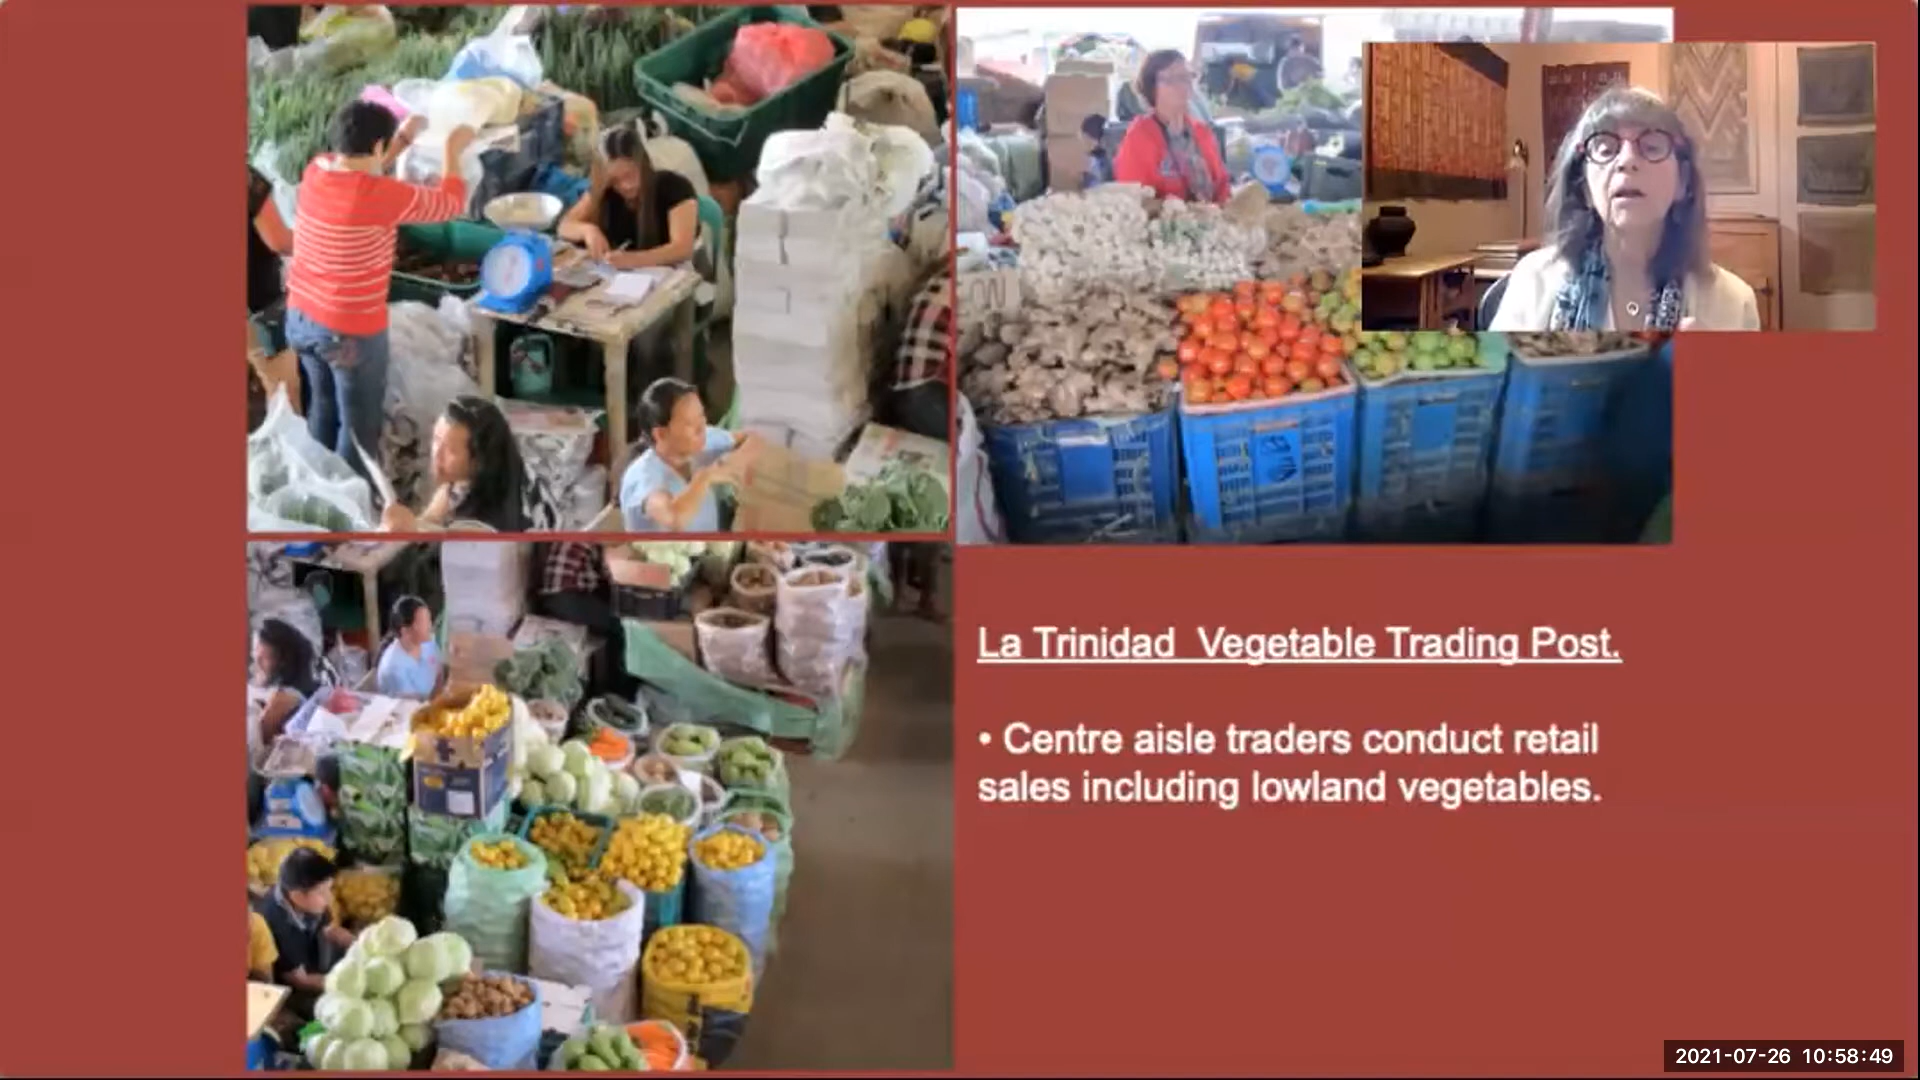 La Trinidad  Vegetable Trading Post.
• Centre aisle traders conduct retail
sales including lowland vegetables.
2021-07-26 10:58:49